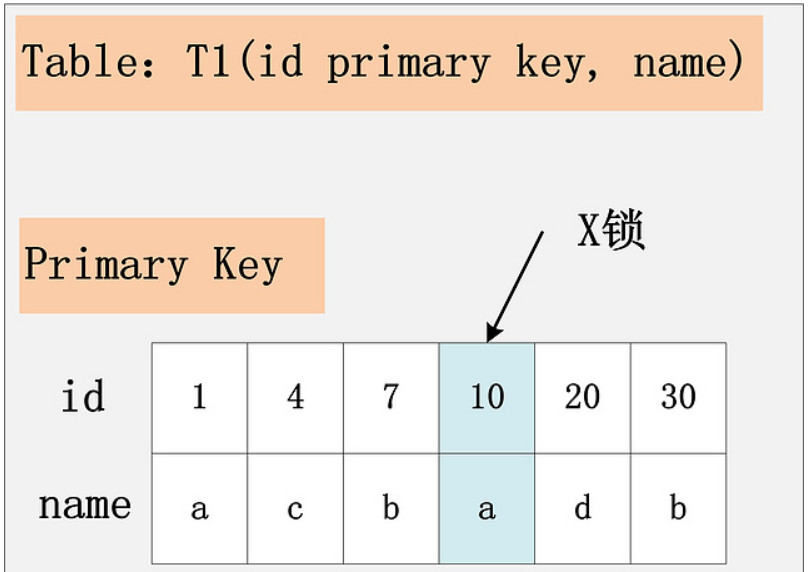 Table：T1(id primary key, name)
X锁
Primary Key
id 1 4 7 10 20 30
name a c b a d b